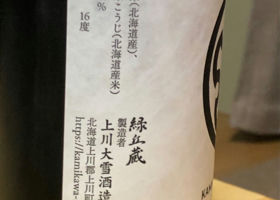 (北海道産)、
こうじ(北海道産米)
%
16度
緑丘蔵
製造者
上川大雪酒造
北海道上川郡上川町
https://kamikawa-
KAM